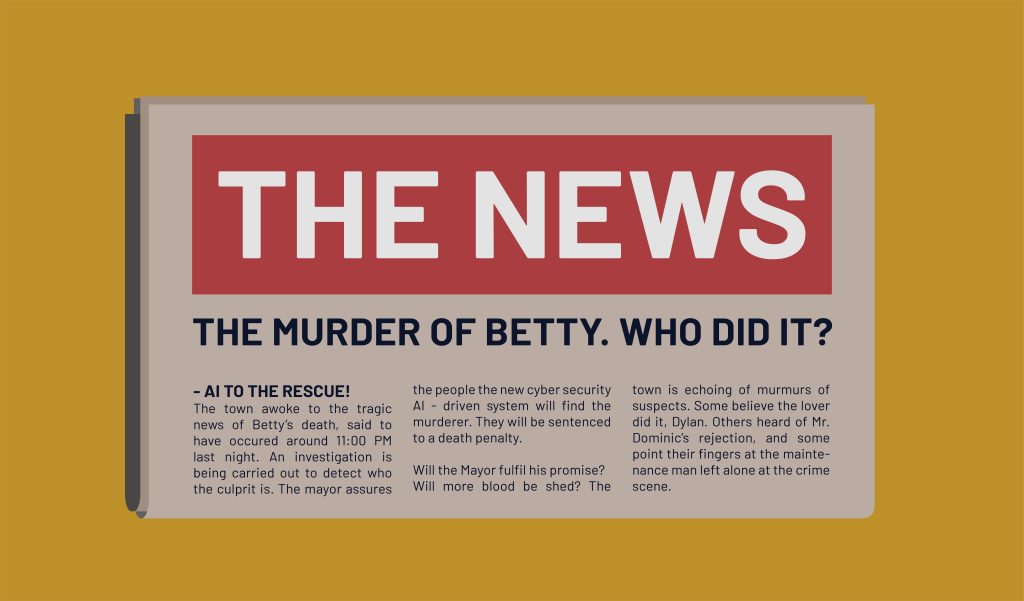 THE NEWS
THE MURDER OF BETTY. WHO DID IT?
- AI TO THE RESCUE!
The town awoke to the tragic
news of Betty's death, said to
have occured around 11:00 PM
last night. An investigation is
being carried out to detect who
the culprit is. The mayor assures
the people the new cyber security
AI - driven system will find the
murderer. They will be sentenced
to a death penalty.
Will the Mayor fulfil his promise?
Will more blood be shed? The
town is echoing of murmurs of
suspects. Some believe the lover
did it, Dylan. Others heard of Mr.
Dominic's rejection, and some
point their fingers at the mainte-
nance man left alone at the crime
scene.